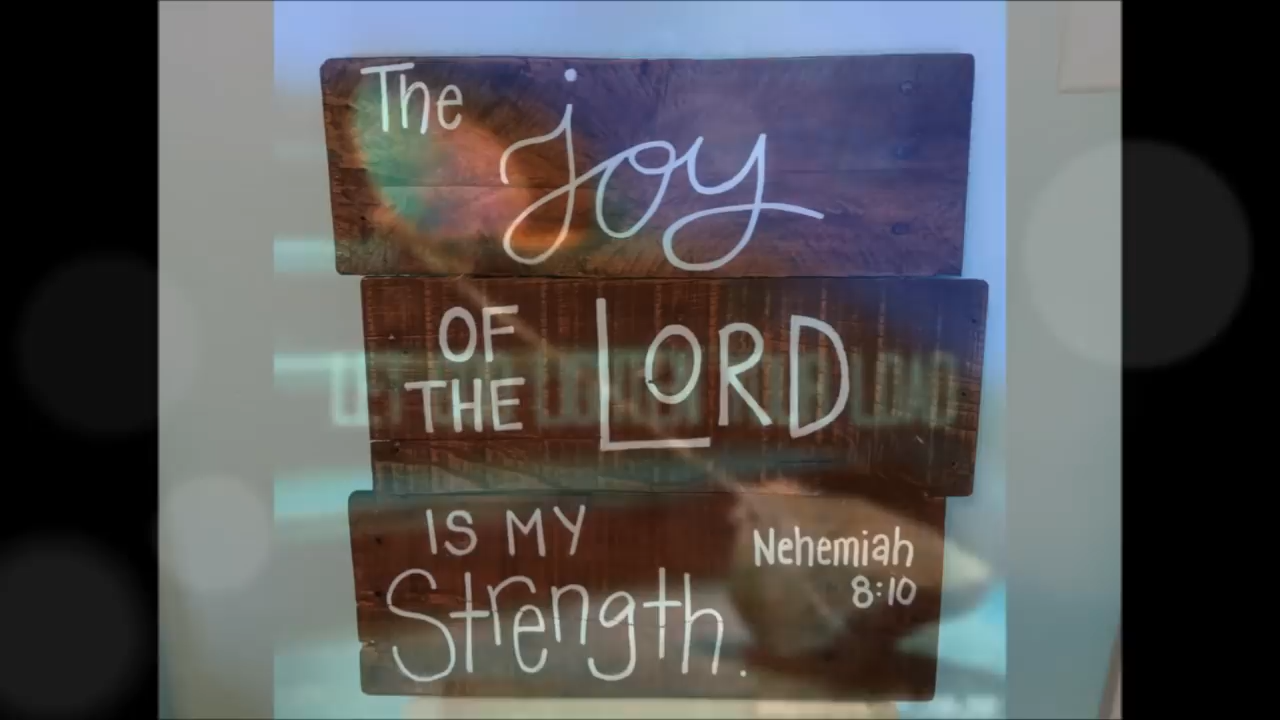 The
joy
OF
THE LORD
IS MY
Strength.
Nehemiah
8:10